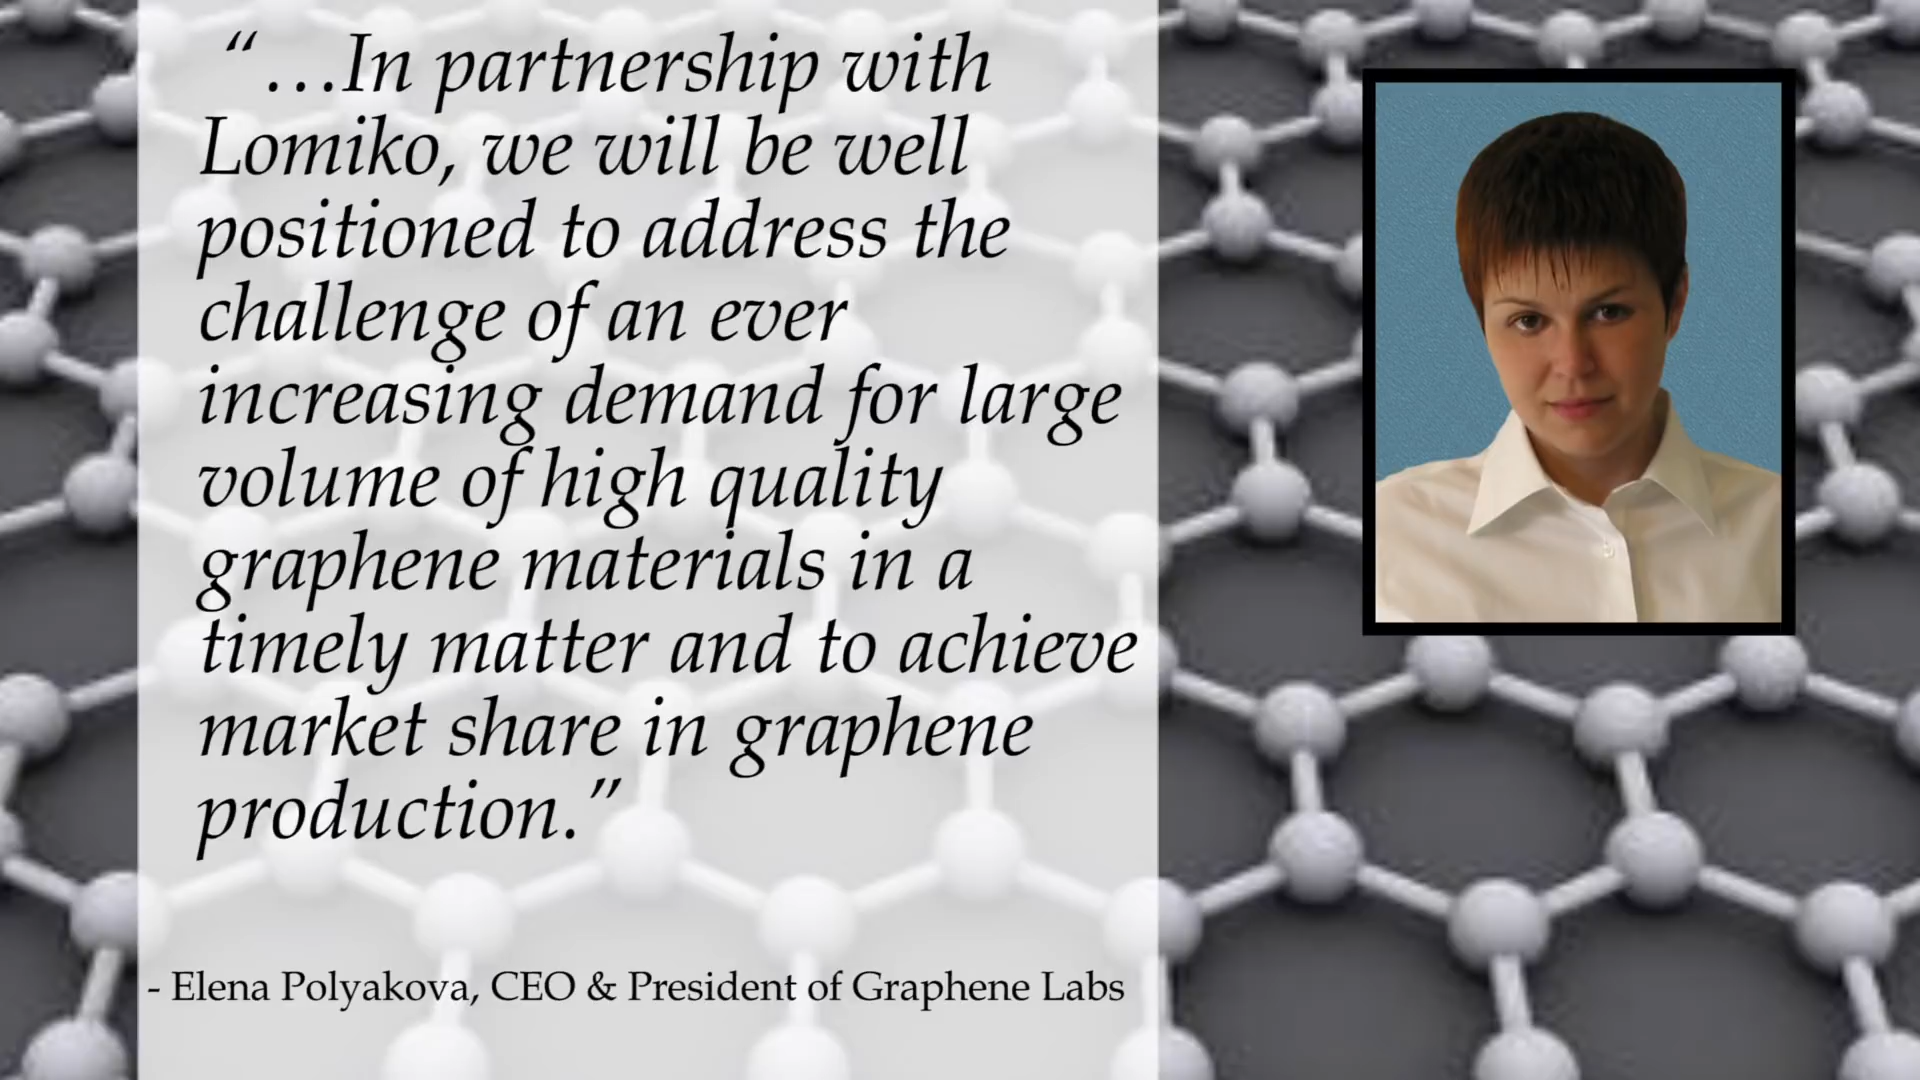 “…In partnership with
Lomiko, we will be well
positioned to address the
challenge of an ever
increasing demand for large
volume of high quality
graphene materials in a
timely matter and to achieve
market share in graphene
production.”
- Elena Polyakova, CEO & President of Graphene Labs